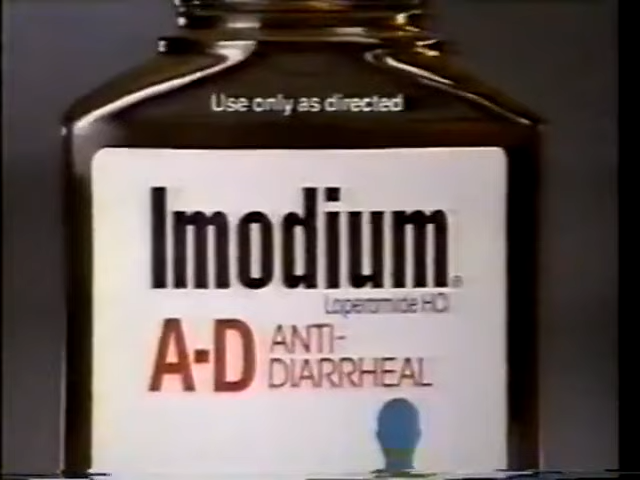 Use only as directed
Imodium®
Loperamide HCl
A-D ANTI-
DIARRHEAL